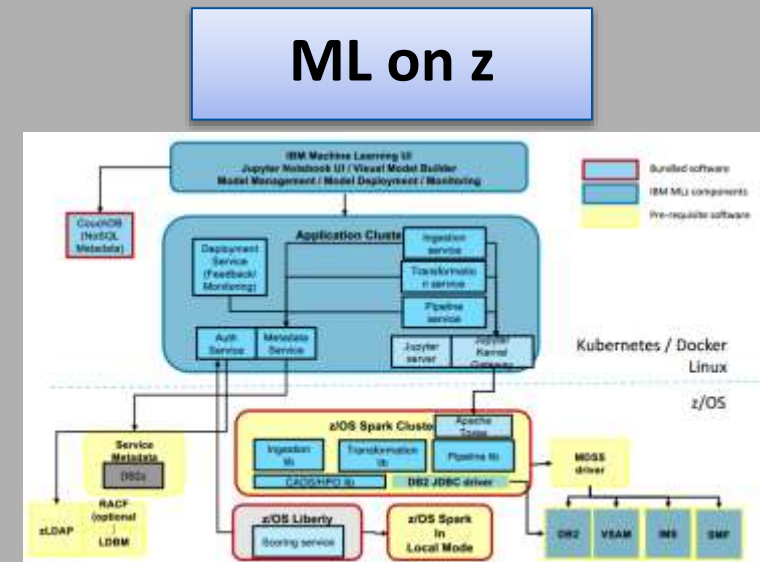 ML on z
IBM Machine Learning UI
Jupyter Notebook UI / Visual Model Builder
Model Management / Model Deployment / Monitoring
Bundled software
IBM MLz components
Pre-requisite software
CouchDB
(NoSQL
Metadata)
Application Cluste
Deployment
Service
(Feedback/
Monitoring)
Ingestion
service
Transformatio
n service
Pipeline
service
Auth
Service
Metadata
Service
Jupyter
server
Jupyter
Kernel
Gateway
Kubernetes / Docker
Linux
z/OS
z/OS Spark Cluste
Apache
Toree
Ingestion
lib
Transformation
lib
Pipeline lib
CADS/HPO lib
DB2 JDBC driver
Service
Metadata
DB2z
MDSS
driver
zLDAP
RACF
(optional
)
LDBM
z/OS Liberty
Scoring service
z/OS Spark
in
Local Mode
DB2
VSAM
IMS
SMF